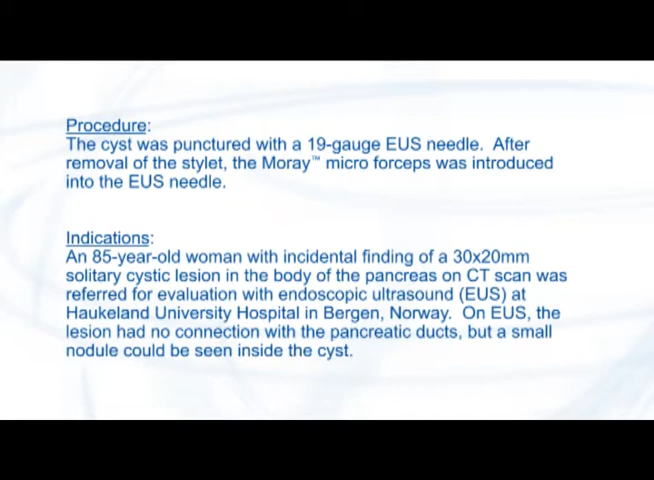 Procedure:
The cyst was punctured with a 19-gauge EUS needle.  After
removal of the stylet, the Moray™ micro forceps was introduced
into the EUS needle.
Indications:
An 85-year-old woman with incidental finding of a 30x20mm
solitary cystic lesion in the body of the pancreas on CT scan was
referred for evaluation with endoscopic ultrasound (EUS) at
Haukeland University Hospital in Bergen, Norway.  On EUS, the
lesion had no connection with the pancreatic ducts, but a small
nodule could be seen inside the cyst.